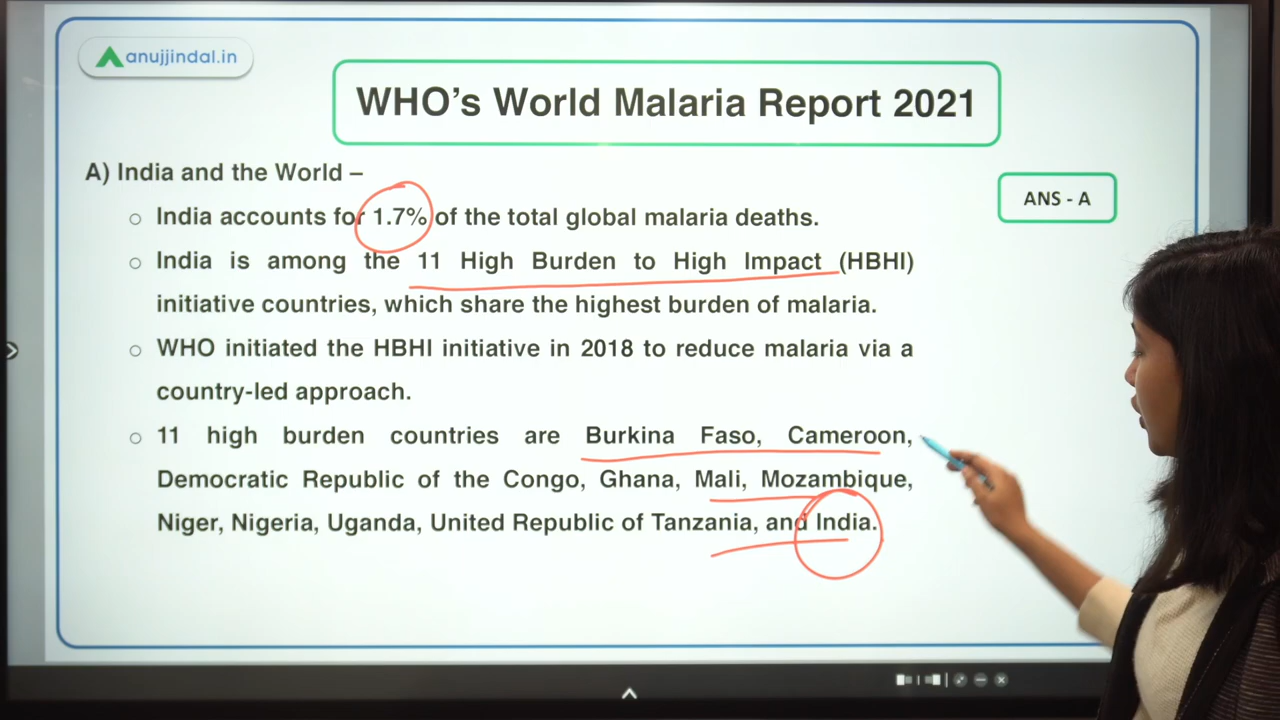 anujjindal.in
WHO's World Malaria Report 2021
A) India and the World –
ANS - A
India accounts for 1.7% of the total global malaria deaths.
India is among the 11 High Burden to High Impact (HBHI)
initiative countries, which share the highest burden of malaria.
WHO initiated the HBHI initiative in 2018 to reduce malaria via a
country-led approach.
11 high burden countries are Burkina Faso, Cameroon,
Democratic Republic of the Congo, Ghana, Mali, Mozambique,
Niger, Nigeria, Uganda, United Republic of Tanzania, and India.